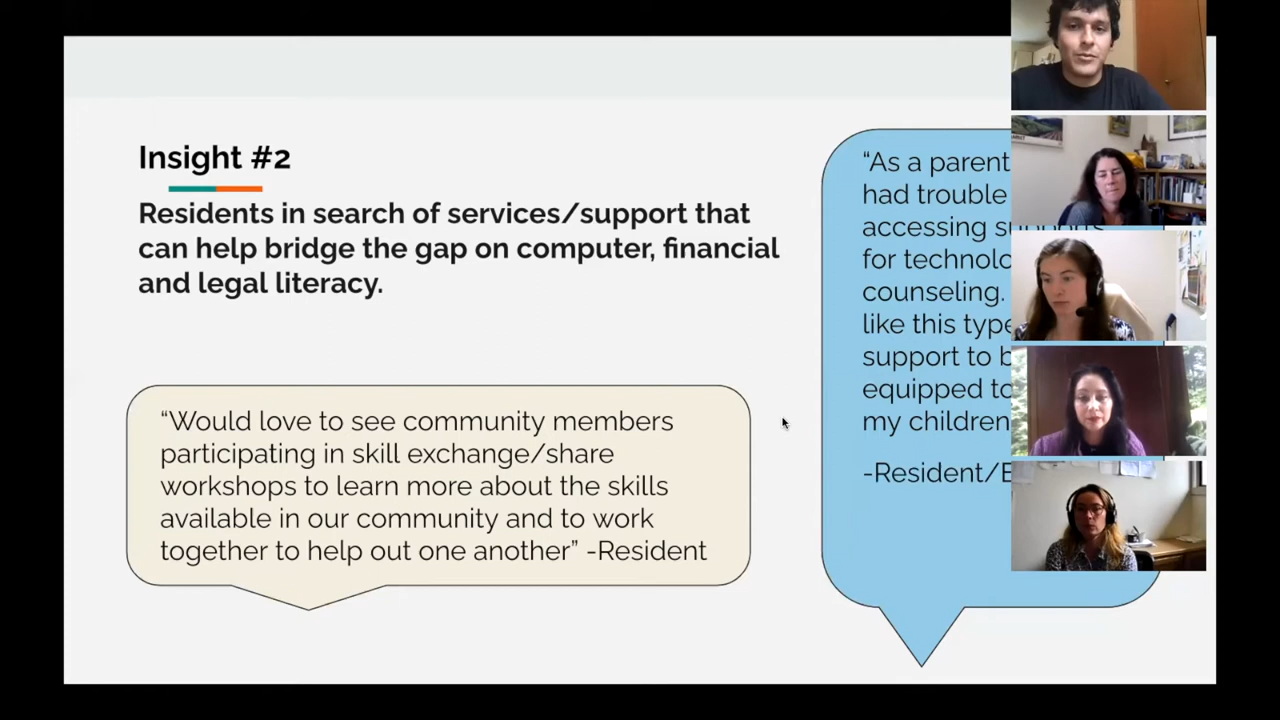 Insight #2
Residents in search of services/support that
can help bridge the gap on computer, financial
and legal literacy.
“Would love to see community members
participating in skill exchange/share
workshops to learn more about the skills
available in our community and to work
together to help out one another” -Resident
“As a parent
had trouble
accessing supports
for
counseling.
like this
support to
equipped
my children
-Resident/